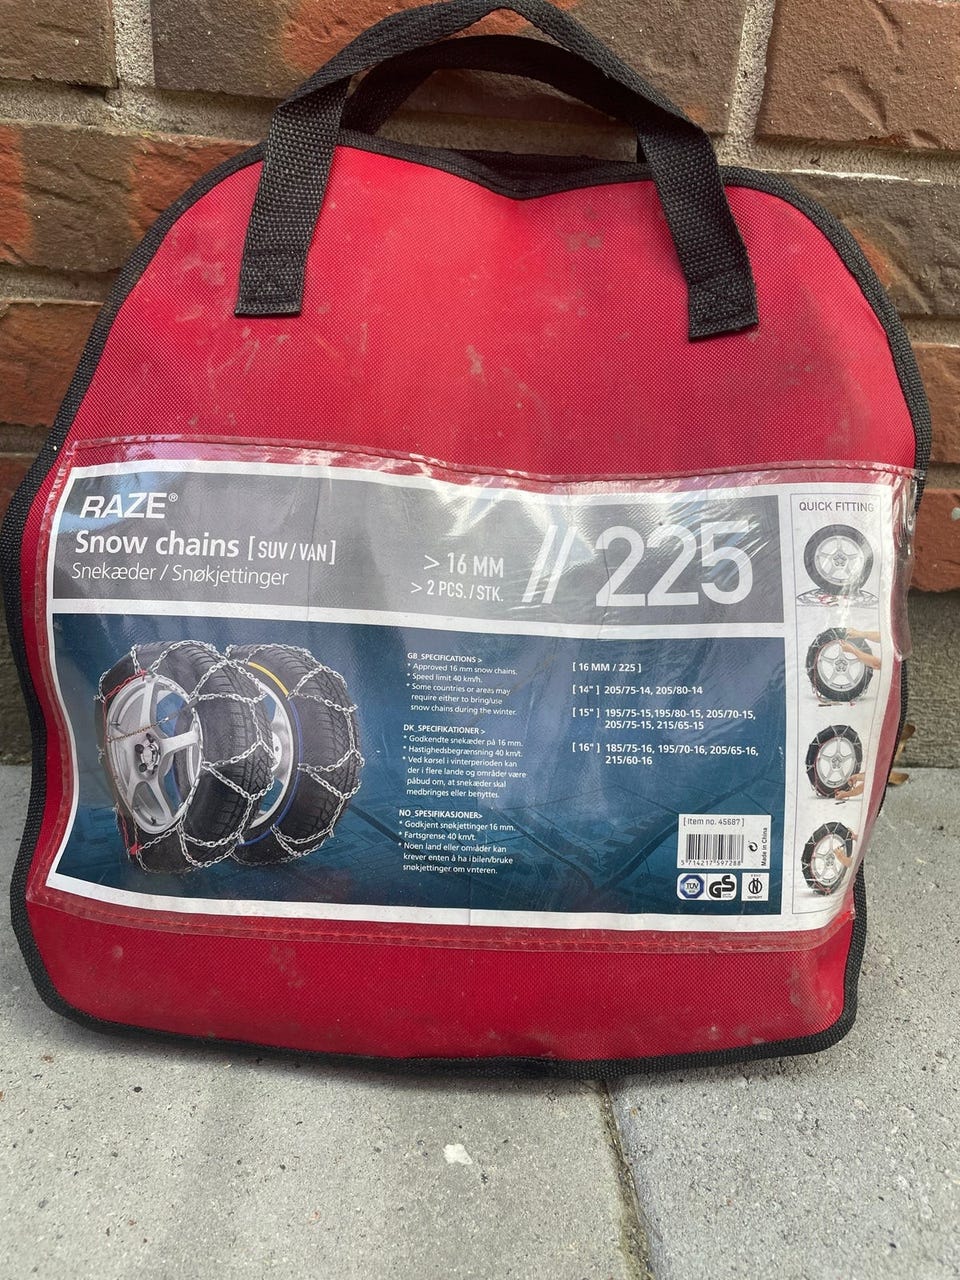 RAZE®
Snow chains [ SUV / VAN ]
Snekæder / Snøkjettinger
> 16 MM
> 2 PCS. / STK.
// 225
QUICK FITTING
GB_SPECIFICATIONS >
* Approved 16 mm snow chains.
* Speed limit 40 km/h.
* Some countries or areas may
require either to bring/use
snow chains during the winter.
DK_SPECIFIKATIONER >
* Godkendte snekæder på 16 mm.
* Hastighedsbegrænsning 40 km/t.
* Ved kørsel i vinterperioden kan
der i flere lande og områder være
påbud om, at snekæder skal
medbringes eller benyttes.
NO_SPESIFIKASJONER>
* Godkjent snøkjettinger 16 mm.
* Fartsgrense 40 km/t.
* Noen land eller områder kan
krever enten å ha i bilen/bruke
snøkjettinger om vinteren.
[ 16 MM / 225 ]
[ 14" ] 205/75-14, 205/80-14
[ 15" ] 195/75-15,195/80-15, 205/70-15,
205/75-15, 215/65-15
[ 16" ] 185/75-16, 195/70-16, 205/65-16,
215/60-16
[ Item no. 45687 ]
5 714217 597288
Made in China
TÜV
GS